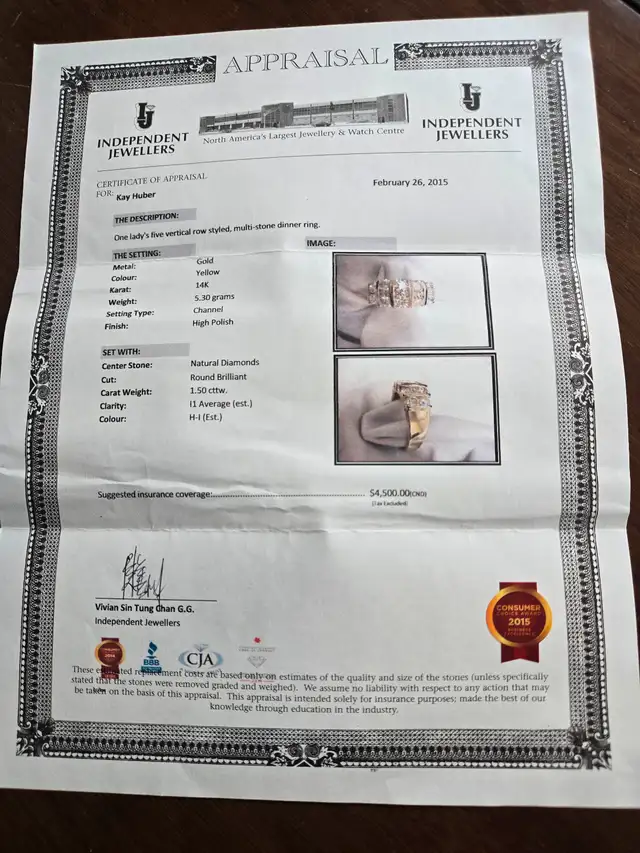 APPRAISAL
IJ
INDEPENDENT
JEWELLERS
North America's Largest Jewellery & Watch Centre
IJ
INDEPENDENT
JEWELLERS
CERTIFICATE OF APPRAISAL
FOR: Kay Huber
February 26, 2015
THE DESCRIPTION:
One lady's five vertical row styled, multi-stone dinner ring.
THE SETTING:
IMAGE:
Metal: Gold
Colour: Yellow
Karat: 14K
Weight: 5.30 grams
Setting Type: Channel
Finish: High Polish
SET WITH:
Center Stone: Natural Diamonds
Cut: Round Brilliant
Carat Weight: 1.50 cttw.
Clarity: I1 Average (est.)
Colour: H-I (Est.)
Suggested insurance coverage:.......................................................... $4,500.00(CND)
(Tax Excluded)
Vivian Sin Tung Chan G.G.
Independent Jewellers
CONSUMER
CHOICE AWARD
2015
BUSINESS
EXCELLENCE
BBB
CJA
These estimated replacement costs are based only on estimates of the quality and size of the stones (unless specifically
stated that the stones were removed graded and weighed). We assume no liability with respect to any action that may
be taken on the basis of this appraisal. This appraisal is intended solely for insurance purposes; made the best of our
knowledge through education in the industry.